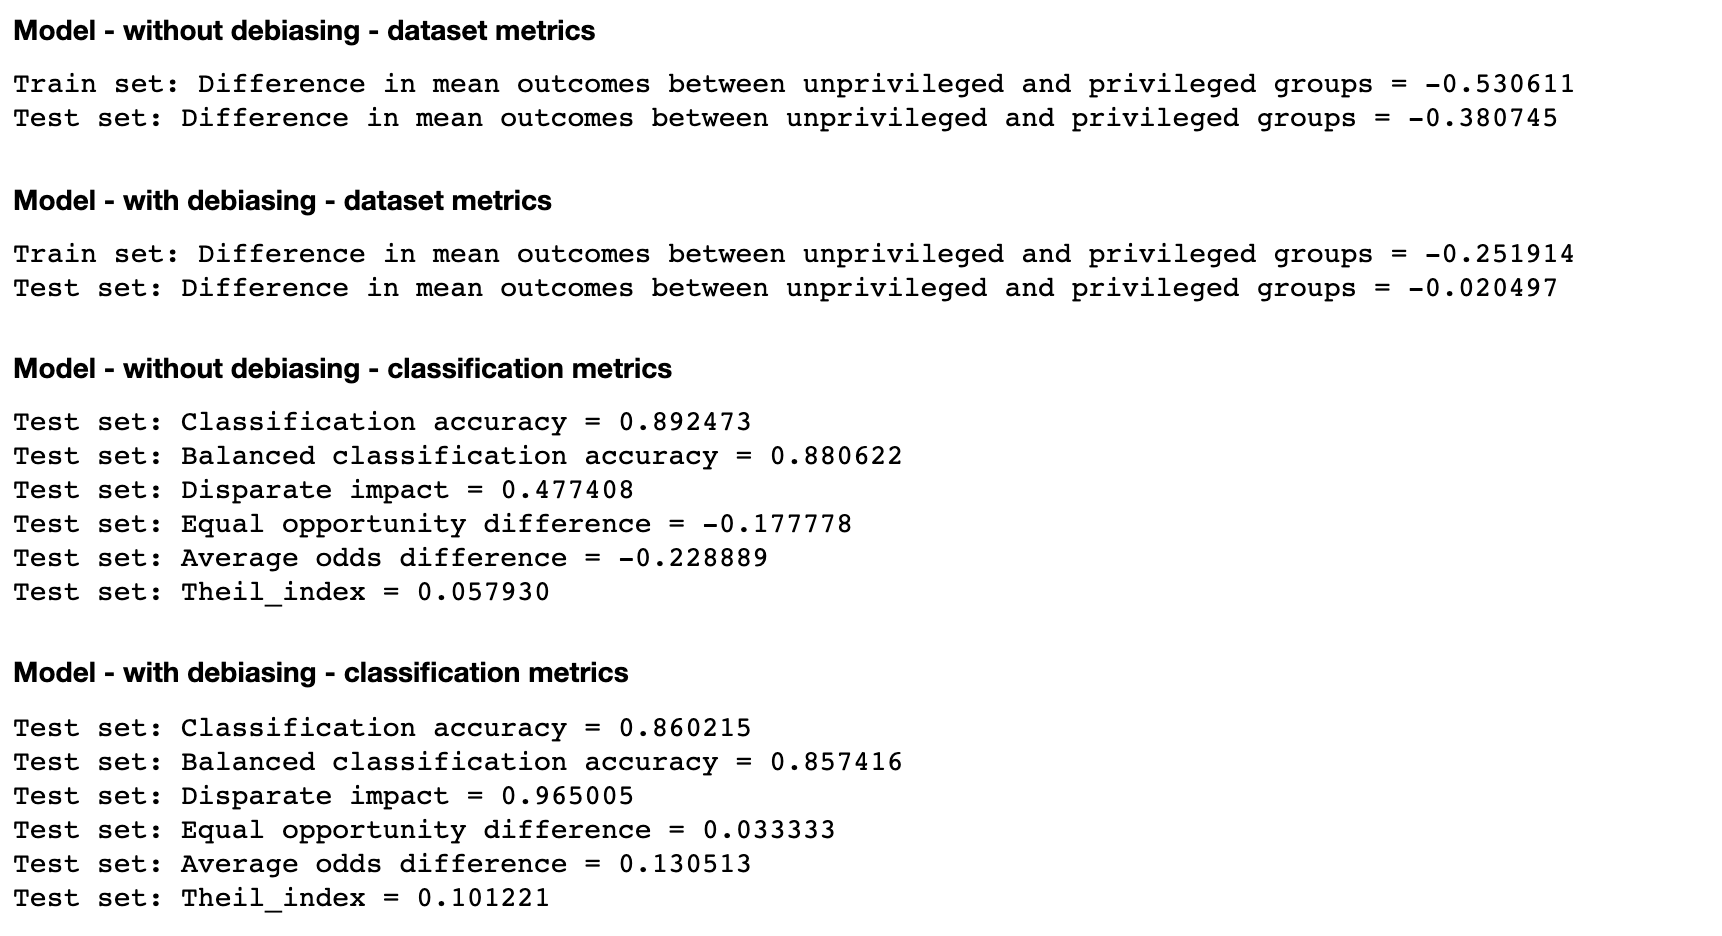 Model - without debiasing - dataset metrics
Train set: Difference in mean outcomes between unprivileged and privileged groups = -0.530611
Test set: Difference in mean outcomes between unprivileged and privileged groups = -0.380745
Model - with debiasing - dataset metrics
Train set: Difference in mean outcomes between unprivileged and privileged groups = -0.251914
Test set: Difference in mean outcomes between unprivileged and privileged groups = -0.020497
Model - without debiasing - classification metrics
Test set: Classification accuracy = 0.892473
Test set: Balanced classification accuracy = 0.880622
Test set: Disparate impact = 0.477408
Test set: Equal opportunity difference = -0.177778
Test set: Average odds difference = -0.228889
Test set: Theil_index = 0.057930
Model - with debiasing - classification metrics
Test set: Classification accuracy = 0.860215
Test set: Balanced classification accuracy = 0.857416
Test set: Disparate impact = 0.965005
Test set: Equal opportunity difference = 0.033333
Test set: Average odds difference = 0.130513
Test set: Theil_index = 0.101221